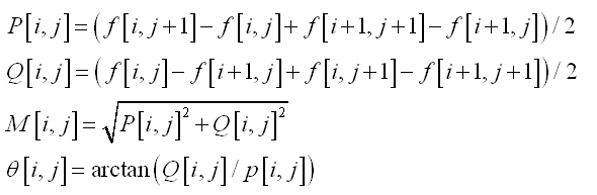 P[i,j]=(f[i,j+1]−f[i,j]+f[i+1,j+1]−f[i+1,j])/2
Q[i,j]=(f[i,j]−f[i+1,j]+f[i,j+1]−f[i+1,j+1])/2
M[i,j]=√(P[i,j]²+Q[i,j]²)
θ[i,j]=arctan(Q[i,j]/p[i,j])